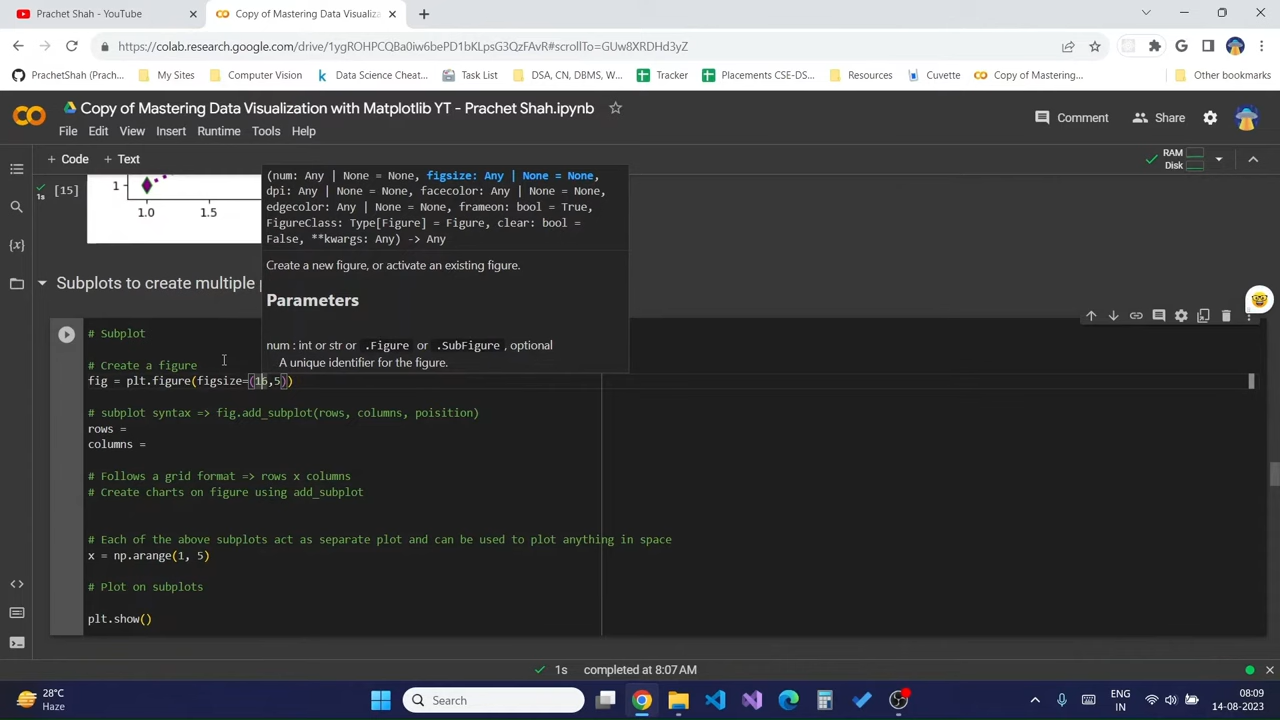 Prachet Shah - YouTube
Copy of Mastering Data Visualiza
https://colab.research.google.com/drive/1ygROHPCQBa0iw6bePD1bKLpsG3QzFAvR#scrollTo=GUw8XRDHd3yZ
PrachetShah (Prach...
My Sites
Computer Vision
Data Science Cheat...
Task List
DSA, CN, DBMS, W...
Tracker
Placements CSE-DS...
Resources
Cuvette
Copy of Mastering...
Other bookmarks
Copy of Mastering Data Visualization with Matplotlib YT - Prachet Shah.ipynb
Comment
Share
File Edit View Insert Runtime Tools Help
+ Code + Text
RAM
Disk
[15]
1s
1
1.0 1.5
(num: Any | None = None, figsize: Any | None = None,
dpi: Any | None = None, facecolor: Any | None = None,
edgecolor: Any | None = None, frameon: bool = True,
FigureClass: Type[Figure] = Figure, clear: bool =
False, **kwargs: Any) -> Any
Create a new figure, or activate an existing figure.
Parameters
num : int or str or .Figure or .SubFigure , optional
A unique identifier for the figure.
Subplots to create multiple
# Subplot
# Create a figure
fig = plt.figure(figsize=(16,5))
# subplot syntax => fig.add_subplot(rows, columns, poisition)
rows =
columns =
# Follows a grid format => rows x columns
# Create charts on figure using add_subplot
# Each of the above subplots act as separate plot and can be used to plot anything in space
x = np.arange(1, 5)
# Plot on subplots
plt.show()
1s completed at 8:07 AM
28°C
Haze
Search
ENG
IN
08:09
14-08-2023